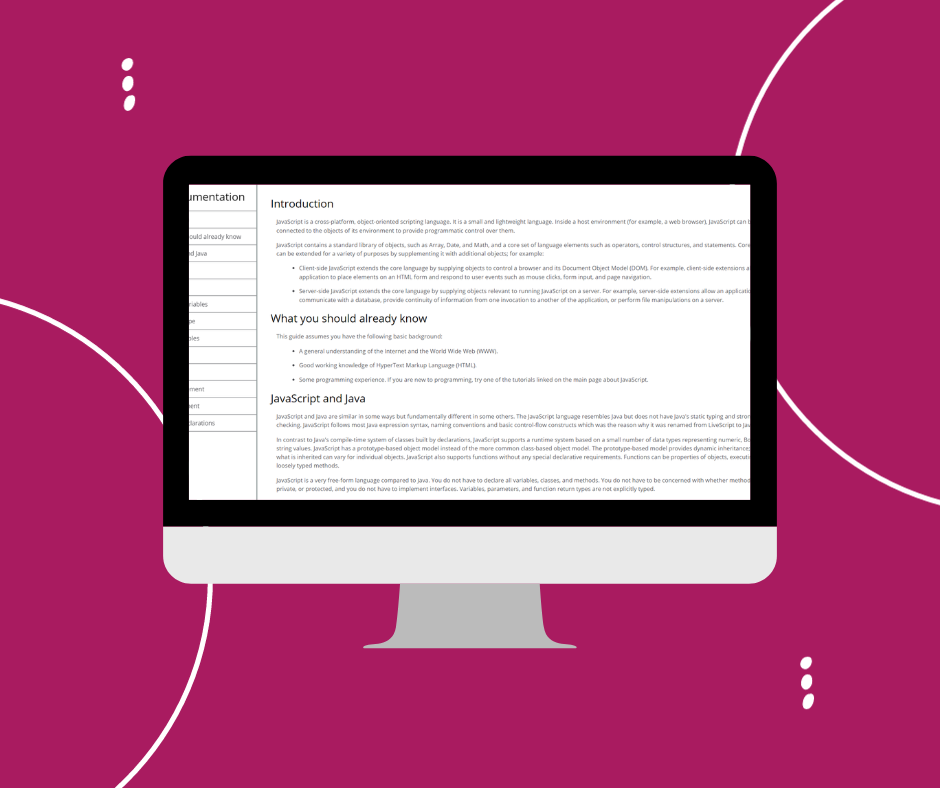 umentation
ould already know
nd Java
riables
pe
bles
ment
ent
larations
Introduction
JavaScript is a cross-platform, object-oriented scripting language. It is a small and lightweight language. Inside a host environment (for example, a web browser), JavaScript can b
connected to the objects of its environment to provide programmatic control over them.
JavaScript contains a standard library of objects, such as Array, Date, and Math, and a core set of language elements such as operators, control structures, and statements. Core
can be extended for a variety of purposes by supplementing it with additional objects; for example:
• Client-side JavaScript extends the core language by supplying objects to control a browser and its Document Object Model (DOM). For example, client-side extensions a
application to place elements on an HTML form and respond to user events such as mouse clicks, form input, and page navigation.
• Server-side JavaScript extends the core language by supplying objects relevant to running JavaScript on a server. For example, server-side extensions allow an applicatio
communicate with a database, provide continuity of information from one invocation to another of the application, or perform file manipulations on a server.
What you should already know
This guide assumes you have the following basic background:
• A general understanding of the Internet and the World Wide Web (WWW).
• Good working knowledge of HyperText Markup Language (HTML).
• Some programming experience. If you are new to programming, try one of the tutorials linked on the main page about JavaScript.
JavaScript and Java
JavaScript and Java are similar in some ways but fundamentally different in some others. The JavaScript language resembles Java but does not have Java's static typing and stron
checking. JavaScript follows most Java expression syntax, naming conventions and basic control-flow constructs which was the reason why it was renamed from LiveScript to Ja
In contrast to Java's compile-time system of classes built by declarations, JavaScript supports a runtime system based on a small number of data types representing numeric, Bo
string values. JavaScript has a prototype-based object model instead of the more common class-based object model. The prototype-based model provides dynamic inheritance;
what is inherited can vary for individual objects. JavaScript also supports functions without any special declarative requirements. Functions can be properties of objects, executi
loosely typed methods.
JavaScript is a very free-form language compared to Java. You do not have to declare all variables, classes, and methods. You do not have to be concerned with whether method
private, or protected, and you do not have to implement interfaces. Variables, parameters, and function return types are not explicitly typed.